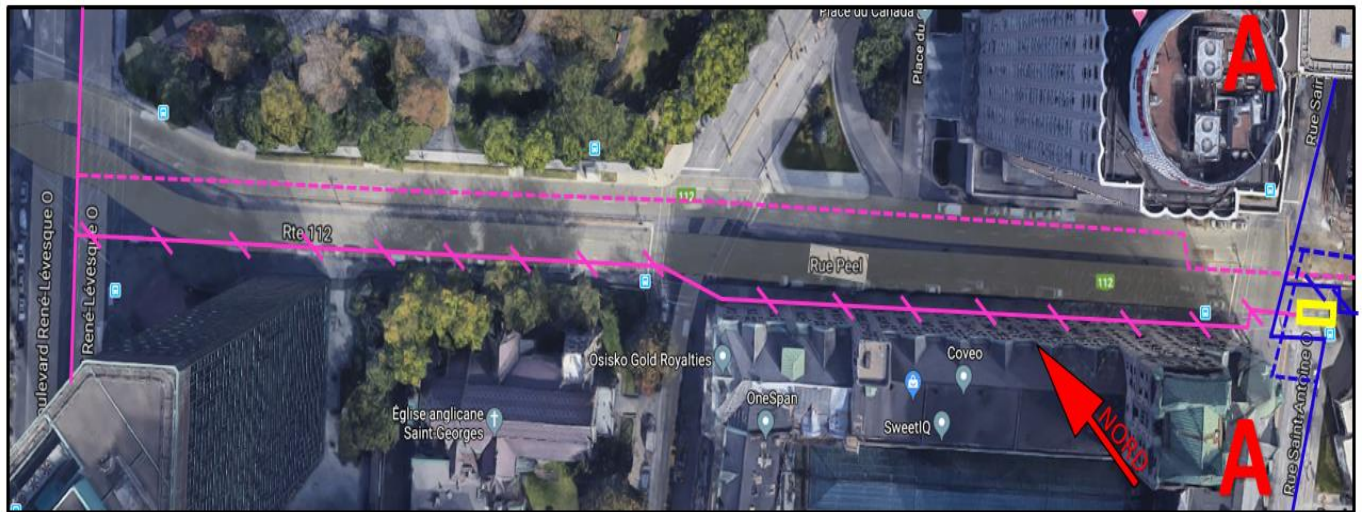 Place du Canada
Place du
A
Rue Sain
112
Boulevard René-Lévesque O
René-Lévesque O
Rte 112
Rue Peel
112
Osisko Gold Royalties
Coveo
OneSpan
Église anglicane
Saint-Georges
SweetIQ
NORD
A
Rue Saint-Antoine O